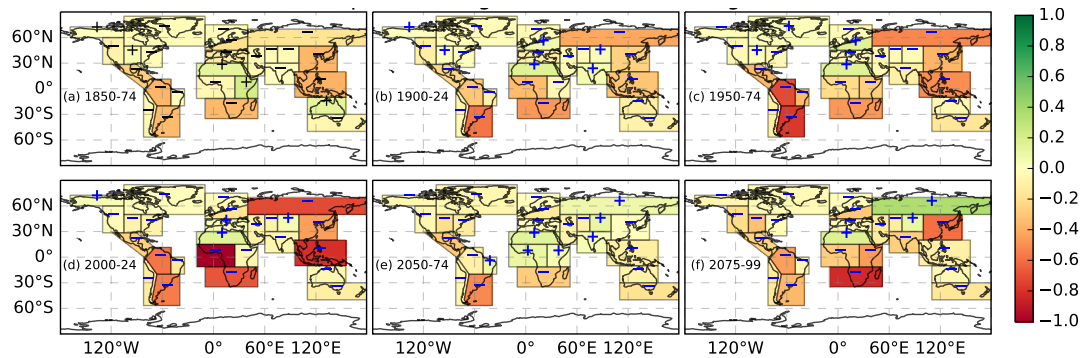 60°N
30°N
0°
30°S
60°S
(a) 1850-74
(b) 1900-24
(c) 1950-74
60°N
30°N
0°
30°S
60°S
(d) 2000-24
(e) 2050-74
(f) 2075-99
120°W 0° 60°E 120°E
120°W 0° 60°E 120°E
120°W 0° 60°E 120°E
1.0
0.8
0.6
0.4
0.2
0.0
−0.2
−0.4
−0.6
−0.8
−1.0